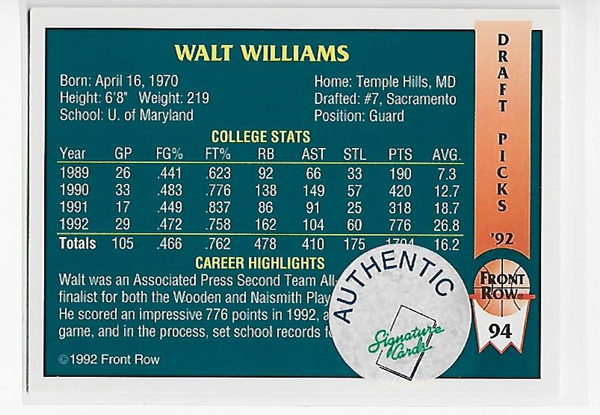 WALT WILLIAMS
Born: April 16, 1970 Home: Temple Hills, MD
Height: 6'8" Weight: 219 Drafted: #7, Sacramento
School: U. of Maryland Position: Guard
COLLEGE STATS
Year GP FG% FT% RB AST STL PTS AVG.
1989 26 .441 .623 92 66 33 190 7.3
1990 33 .483 .776 138 149 57 420 12.7
1991 17 .449 .837 86 91 25 318 18.7
1992 29 .472 .758 162 104 60 776 26.8
Totals 105 .466 .762 478 410 175 1704 16.2
CAREER HIGHLIGHTS
Walt was an Associated Press Second Team All-
finalist for both the Wooden and Naismith Play
He scored an impressive 776 points in 1992, a
game, and in the process, set school records f
©1992 Front Row
DRAFT PICKS
'92
FRONT
ROW
94
AUTHENTIC
Signature
Cards